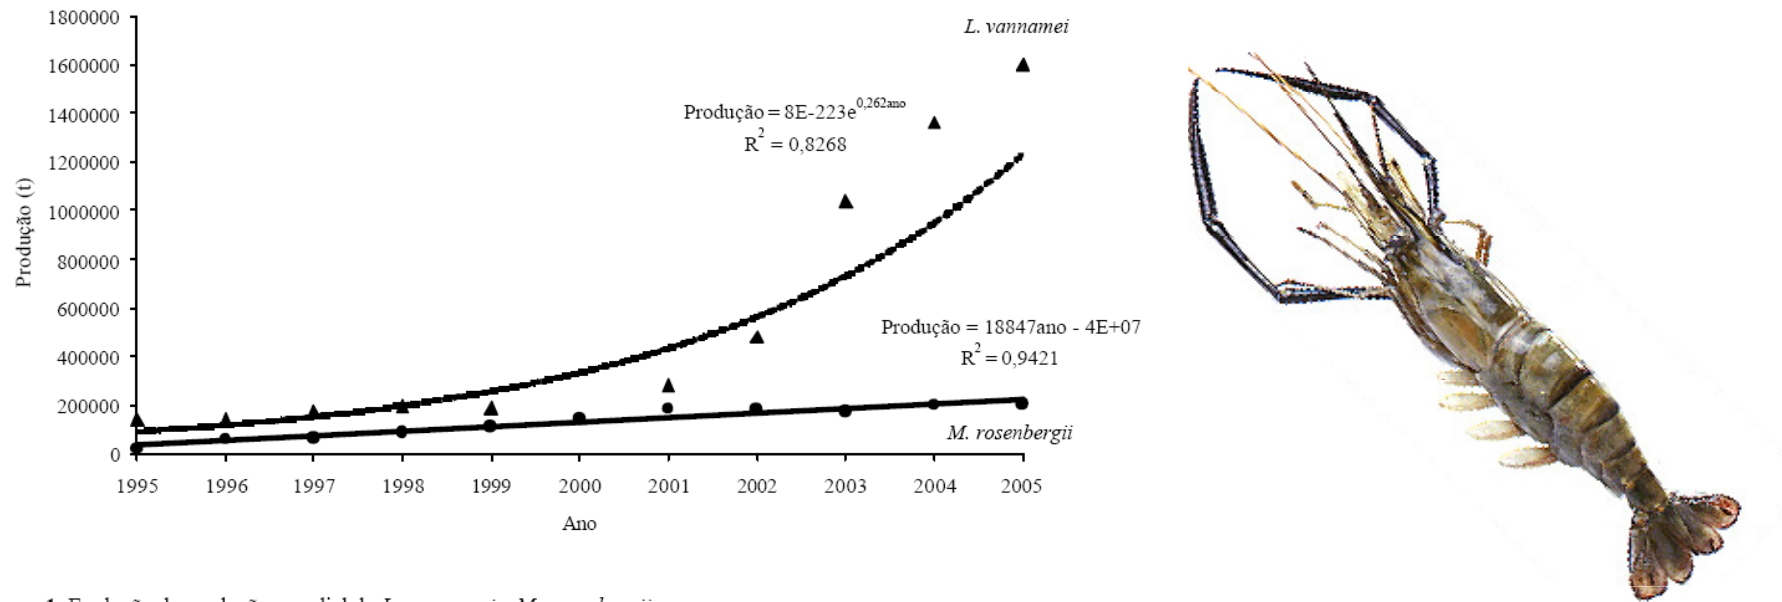 1800000
L. vannamei
1600000
1400000
Produção = 8E-223e^0,262ano
R² = 0,8268
1200000
1000000
Produção (t)
800000
600000
Produção = 18847ano - 4E+07
R² = 0,9421
400000
200000
M. rosenbergii
0
1995 1996 1997 1998 1999 2000 2001 2002 2003 2004 2005
Ano